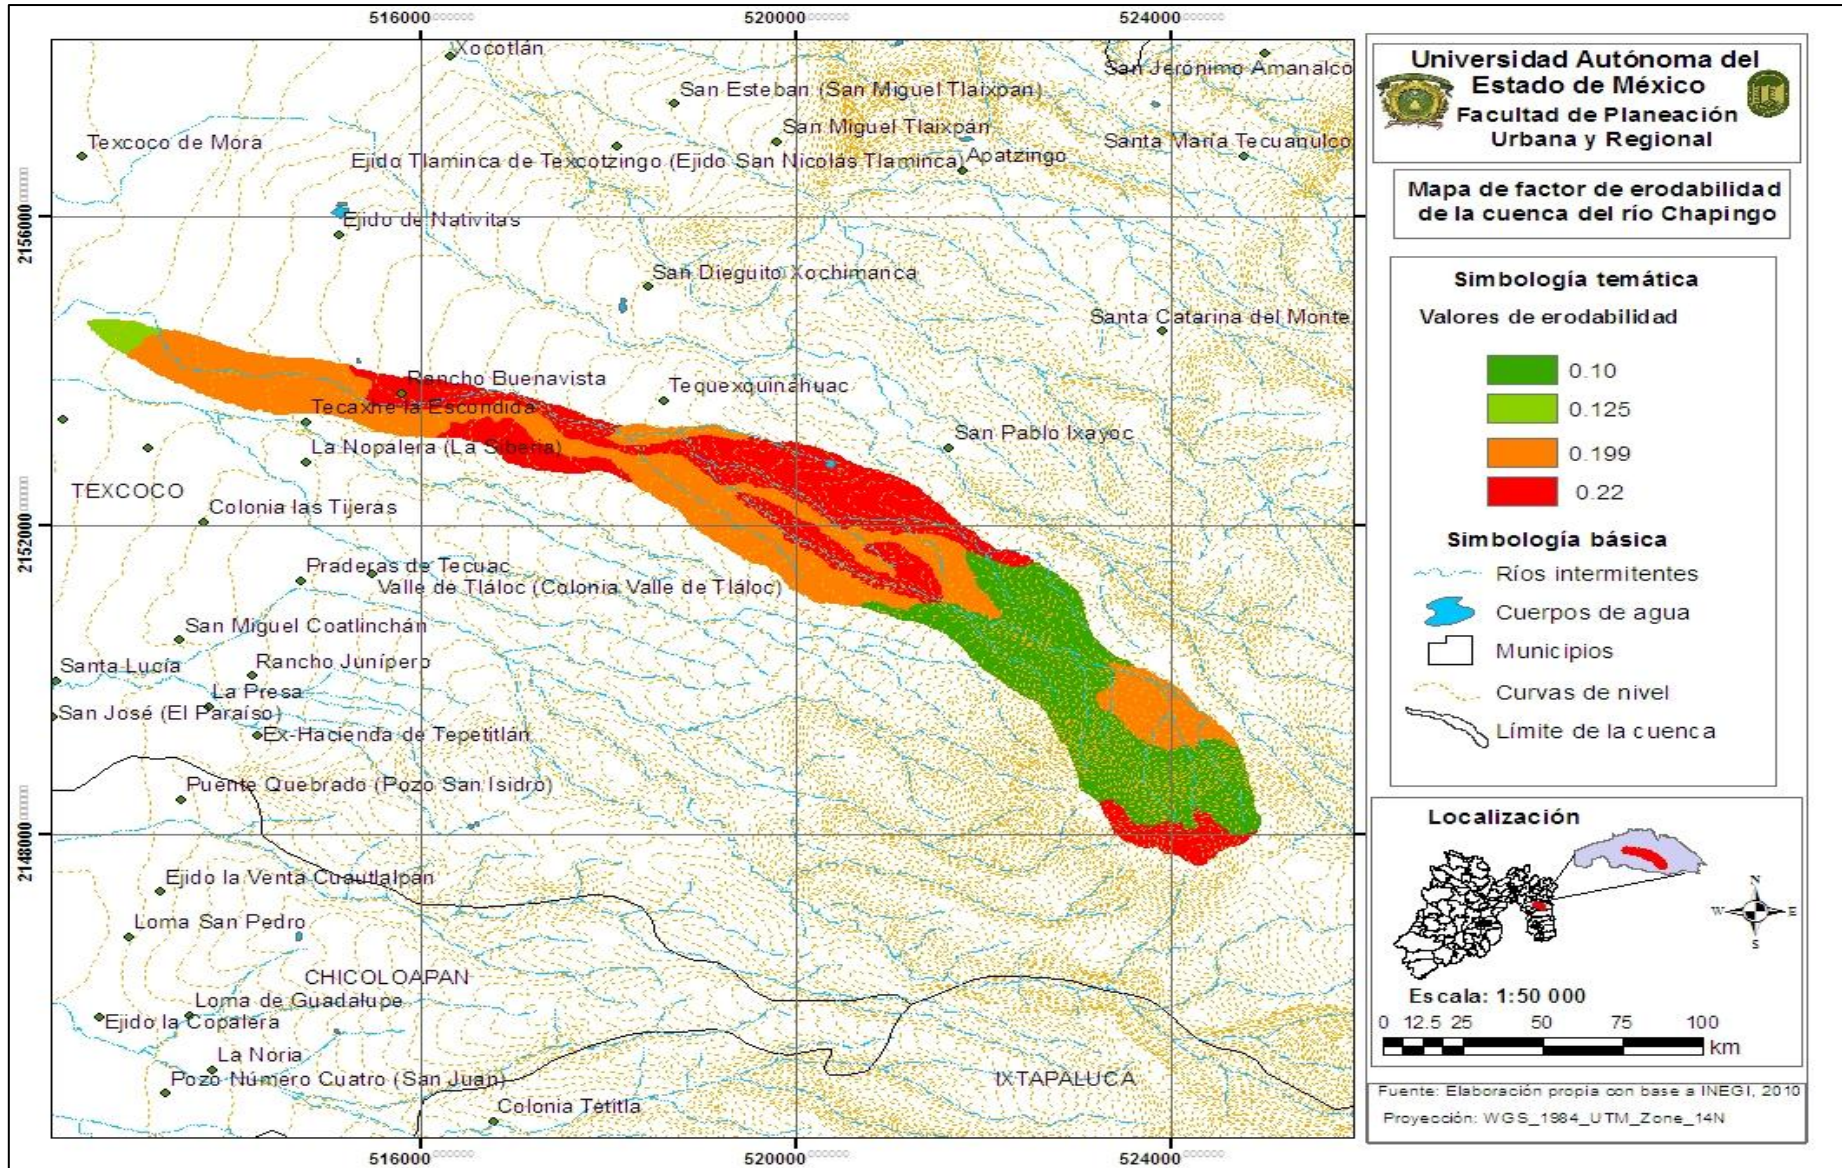 516000
520000
524000
Xocotlán
San Jerónimo Amanalco
San Esteban (San Miguel Tlaixpan)
San Miguel Tlaixpán
Texcoco de Mora
Santa María Tecuanulco
Ejido Tlaminca de Texcotzingo (Ejido San Nicolás Tlaminca)
Apatzingo
2156000
Ejido de Nativitas
San Dieguito Xochimanca
Santa Catarina del Monte
Rancho Buenavista
Tequexquinahuac
Tecaxne la Escondida
San Pablo Ixayoc
La Nopalera (La Siberia)
TEXCOCO
Colonia las Tijeras
2152000
Praderas de Tecuac
Valle de Tláloc (Colonia Valle de Tláloc)
San Miguel Coatlinchán
Santa Lucía
Rancho Junípero
La Presa
San José (El Paraíso)
Ex-Hacienda de Tepetitlán
Puente Quebrado (Pozo San Isidro)
2148000
Ejido la Venta Cuautlalpan
Loma San Pedro
CHICOLOAPAN
Loma de Guadalupe
Ejido la Copalera
La Noria
Pozo Número Cuatro (San Juan)
IXTAPALUCA
Colonia Tetitla
516000
520000
524000
Universidad Autónoma del
Estado de México
Facultad de Planeación
Urbana y Regional
Mapa de factor de erodabilidad
de la cuenca del río Chapingo
Simbología temática
Valores de erodabilidad
0.10
0.125
0.199
0.22
Simbología básica
Ríos intermitentes
Cuerpos de agua
Municipios
Curvas de nivel
Límite de la cuenca
Localización
N
W E
S
Escala: 1:50 000
0 12.5 25 50 75 100
km
Fuente: Elaboración propia con base a INEGI, 2010
Proyección: WGS_1984_UTM_Zone_14N